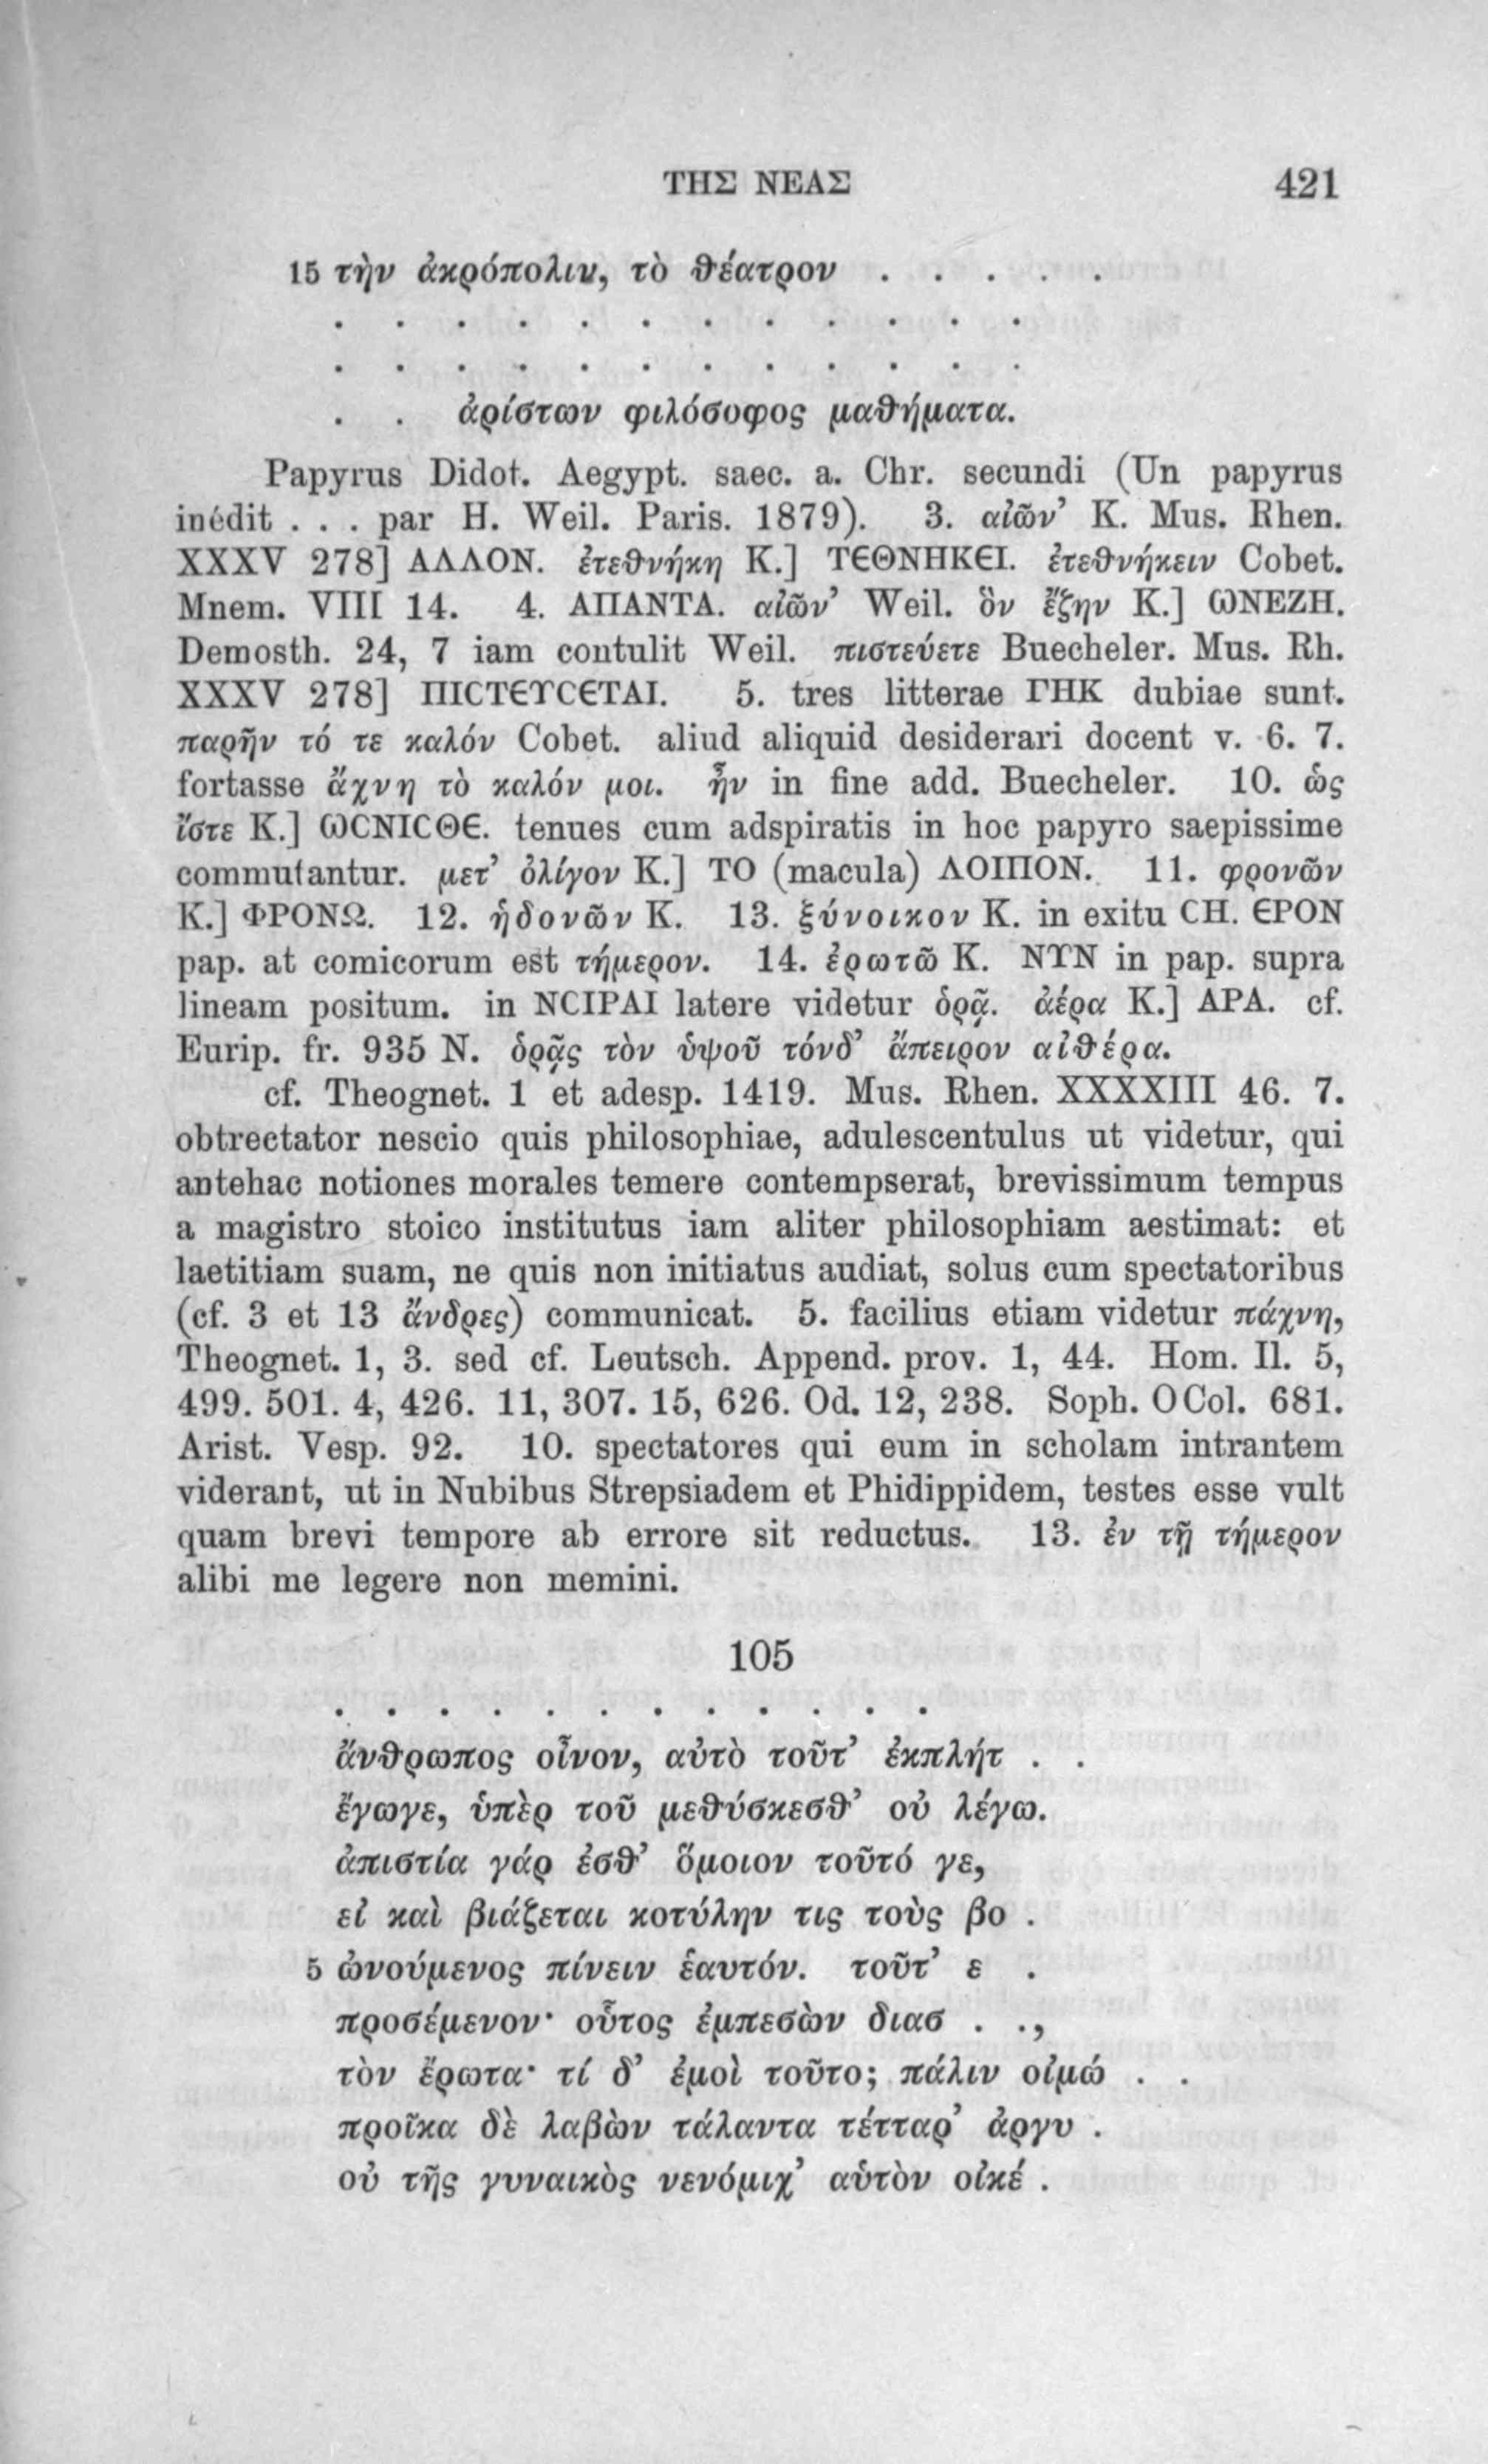 ΤΗΣ ΝΕΑΣ 421
15 τὴν ἀκρόπολιν, τὸ θέατρον . . . . .
. . . . . . . . . . . .
. . . . . . . . . . . .
. . ἀρίστων φιλόσοφος μαθήματα.
Papyrus Didot. Aegypt. saec. a. Chr. secundi (Un papyrus
inédit . . . par H. Weil. Paris. 1879). 3. αἰῶν’ K. Mus. Rhen.
XXXV 278] ΑΛΛΟΝ. ἐτεθνήκη K.] ΤЄΘΝΗΚЄΙ. ἐτεθνήκειν Cobet.
Mnem. VIII 14. 4. ΑΠΑΝΤΑ. αἰῶν’ Weil. ὃν ἔζην K.] ѠΝΕΖΗ.
Demosth. 24, 7 iam contulit Weil. πιστεύετε Buecheler. Mus. Rh.
XXXV 278] ΠΙCΤЄΥCЄΤΑΙ. 5. tres litterae ΓΗΚ dubiae sunt.
παρῆν τό τε καλόν Cobet. aliud aliquid desiderari docent v. 6. 7.
fortasse ἄχνη τὸ καλόν μοι. ἦν in fine add. Buecheler. 10. ὡς
ἴστε K.] ѠCΝΙCΘЄ. tenues cum adspiratis in hoc papyro saepissime
commutantur. μετ’ ὀλίγον K.] ΤΟ (macula) ΛΟΙΠΟΝ. 11. φρονῶν
K.] ΦΡΟΝΩ. 12. ἡδονῶν K. 13. ξύνοικον K. in exitu CΗ. ЄΡΟΝ
pap. at comicorum est τήμερον. 14. ἐρωτῶ K. ΝΥΝ in pap. supra
lineam positum. in ΝCΙΡΑΙ latere videtur ὁρᾷ. ἀέρα K.] ΑΡΑ. cf.
Eurip. fr. 935 N. ὁρᾷς τὸν ὑψοῦ τόνδ’ ἄπειρον αἰθέρα.
cf. Theognet. 1 et adesp. 1419. Mus. Rhen. XXXXIII 46. 7.
obtrectator nescio quis philosophiae, adulescentulus ut videtur, qui
antehac notiones morales temere contempserat, brevissimum tempus
a magistro stoico institutus iam aliter philosophiam aestimat: et
laetitiam suam, ne quis non initiatus audiat, solus cum spectatoribus
(cf. 3 et 13 ἄνδρες) communicat. 5. facilius etiam videtur πάχνη,
Theognet. 1, 3. sed cf. Leutsch. Append. prov. 1, 44. Hom. Il. 5,
499. 501. 4, 426. 11, 307. 15, 626. Od. 12, 238. Soph. OCol. 681.
Arist. Vesp. 92. 10. spectatores qui eum in scholam intrantem
viderant, ut in Nubibus Strepsiadem et Phidippidem, testes esse vult
quam brevi tempore ab errore sit reductus. 13. ἐν τῇ τήμερον
alibi me legere non memini.
105
. . . . . . . . . . . .
ἄνθρωπος οἶνον, αὐτὸ τοῦτ’ ἐκπλήτ . .
ἔγωγε, ὑπὲρ τοῦ μεθύσκεσθ’ οὐ λέγω.
ἀπιστία γάρ ἐσθ’ ὅμοιον τοῦτό γε,
εἰ καὶ βιάζεται κοτύλην τις τοὺς βο .
5 ὠνούμενος πίνειν ἑαυτόν. τοῦτ’ ε .
προσέμενον· οὗτος ἐμπεσὼν διασ . .,
τὸν ἔρωτα· τί δ’ ἐμοὶ τοῦτο; πάλιν οἰμώ . .
προῖκα δὲ λαβὼν τάλαντα τέτταρ’ ἀργυ .
οὐ τῆς γυναικὸς νενόμιχ’ αὑτὸν οἰκέ .